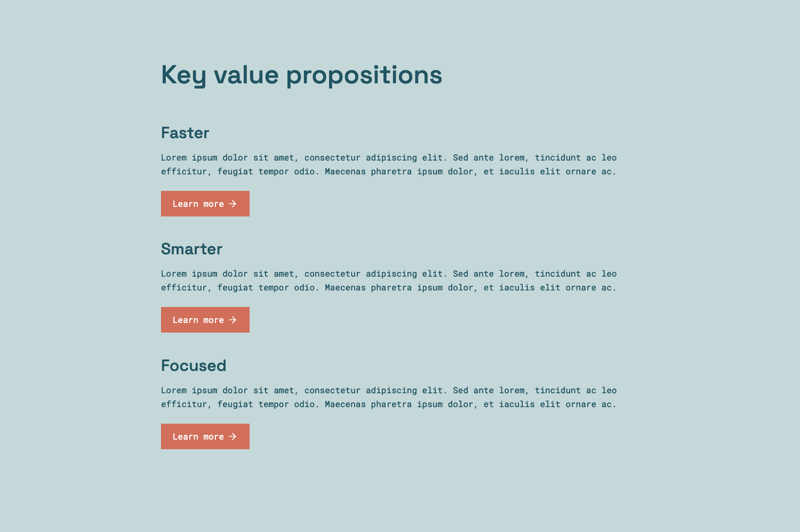 Key value propositions
Faster
Lorem ipsum dolor sit amet, consectetur adipiscing elit. Sed ante lorem, tincidunt ac leo
efficitur, feugiat tempor odio. Maecenas pharetra ipsum dolor, et iaculis elit ornare ac.
Learn more →
Smarter
Lorem ipsum dolor sit amet, consectetur adipiscing elit. Sed ante lorem, tincidunt ac leo
efficitur, feugiat tempor odio. Maecenas pharetra ipsum dolor, et iaculis elit ornare ac.
Learn more →
Focused
Lorem ipsum dolor sit amet, consectetur adipiscing elit. Sed ante lorem, tincidunt ac leo
efficitur, feugiat tempor odio. Maecenas pharetra ipsum dolor, et iaculis elit ornare ac.
Learn more →